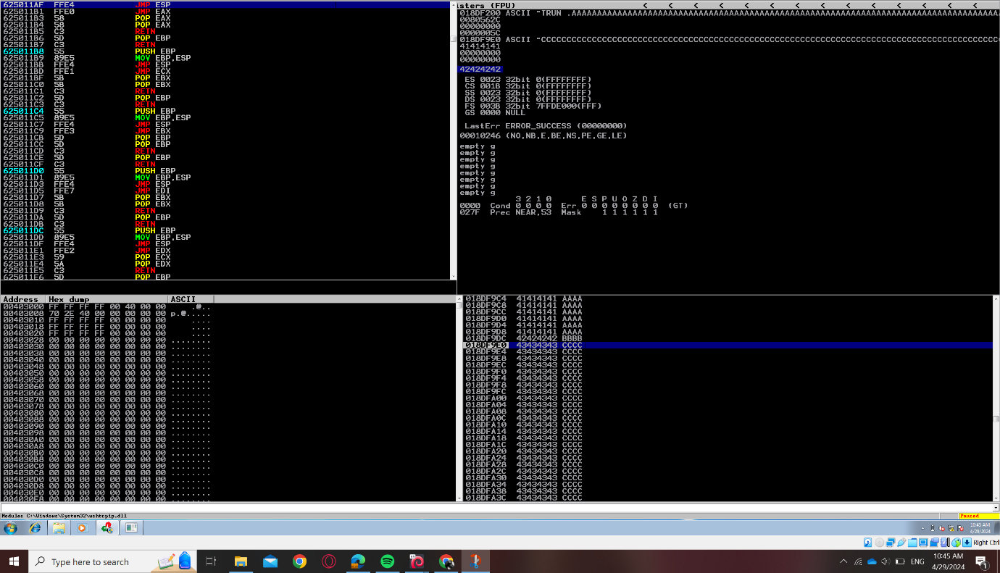 625011AF FFE4 JMP ESP
625011B1 FFE0 JMP EAX
625011B3 58 POP EAX
625011B4 58 POP EAX
625011B5 C3 RETN
625011B6 5D POP EBP
625011B7 C3 RETN
625011B8 55 PUSH EBP
625011B9 89E5 MOV EBP,ESP
625011BB FFE4 JMP ESP
625011BD FFE1 JMP ECX
625011BF 5B POP EBX
625011C0 5B POP EBX
625011C1 C3 RETN
625011C2 5D POP EBP
625011C3 C3 RETN
625011C4 55 PUSH EBP
625011C5 89E5 MOV EBP,ESP
625011C7 FFE4 JMP ESP
625011C9 FFE3 JMP EBX
625011CB 5D POP EBP
625011CC 5D POP EBP
625011CD C3 RETN
625011CE 5D POP EBP
625011CF C3 RETN
625011D0 55 PUSH EBP
625011D1 89E5 MOV EBP,ESP
625011D3 FFE4 JMP ESP
625011D5 FFE7 JMP EDI
625011D7 5B POP EBX
625011D8 5B POP EBX
625011D9 C3 RETN
625011DA 5D POP EBP
625011DB C3 RETN
625011DC 55 PUSH EBP
625011DD 89E5 MOV EBP,ESP
625011DF FFE4 JMP ESP
625011E1 FFE2 JMP EDX
625011E3 59 POP ECX
625011E4 5A POP EDX
625011E5 C3 RETN
625011E6 5D POP EBP
isters (FPU) < < < < < < < < < < < < < <
018DF200 ASCII "TRUN .
0080562C
00000000
0000005C
018DF9E0 ASCII
41414141
00000000
00000000
42424242
ES 0023 32bit 0(FFFFFFFF)
CS 001B 32bit 0(FFFFFFFF)
SS 0023 32bit 0(FFFFFFFF)
DS 0023 32bit 0(FFFFFFFF)
FS 003B 32bit 7FFDE000(FFF)
GS 0000 NULL
LastErr ERROR_SUCCESS (00000000)
00010246 (NO,NB,E,BE,NS,PE,GE,LE)
empty g
empty g
empty g
empty g
empty g
empty g
empty g
empty g
3 2 1 0 E S P U O Z D I
0000 Cond 0 0 0 0 Err 0 0 0 0 0 0 0 0 (GT)
027F Prec NEAR,53 Mask 1 1 1 1 1 1
Address Hex dump ASCII
00403000 FF FF FF FF 00 40 00 00 .@..
00403008 70 2E 40 00 00 00 00 00 p.@.....
00403010 FF FF FF FF 00 00 00 00 ....
00403018 FF FF FF FF 00 00 00 00 ....
00403020 FF FF FF FF 00 00 00 00 ....
00403028 00 00 00 00 00 00 00 00 ........
00403030 00 00 00 00 00 00 00 00 ........
00403038 00 00 00 00 00 00 00 00 ........
00403040 00 00 00 00 00 00 00 00 ........
00403048 00 00 00 00 00 00 00 00 ........
00403050 00 00 00 00 00 00 00 00 ........
00403058 00 00 00 00 00 00 00 00 ........
00403060 00 00 00 00 00 00 00 00 ........
00403068 00 00 00 00 00 00 00 00 ........
00403070 00 00 00 00 00 00 00 00 ........
00403078 00 00 00 00 00 00 00 00 ........
00403080 00 00 00 00 00 00 00 00 ........
00403088 00 00 00 00 00 00 00 00 ........
00403090 00 00 00 00 00 00 00 00 ........
00403098 00 00 00 00 00 00 00 00 ........
004030A0 00 00 00 00 00 00 00 00 ........
004030A8 00 00 00 00 00 00 00 00 ........
004030B0 00 00 00 00 00 00 00 00 ........
004030B8 00 00 00 00 00 00 00 00 ........
004030C0 00 00 00 00 00 00 00 00 ........
004030C8 00 00 00 00 00 00 00 00 ........
004030D0 00 00 00 00 00 00 00 00 ........
004030D8 00 00 00 00 00 00 00 00 ........
004030E0 00 00 00 00 00 00 00 00 ........
004030F8 00 00 00 00 00 00 00 00 ........
018DF9C4 41414141 AAAA
018DF9C8 41414141 AAAA
018DF9CC 41414141 AAAA
018DF9D0 41414141 AAAA
018DF9D4 41414141 AAAA
018DF9D8 41414141 AAAA
018DF9DC 42424242 BBBB
018DF9E0 43434343 CCCC
018DF9E4 43434343 CCCC
018DF9E8 43434343 CCCC
018DF9EC 43434343 CCCC
018DF9F0 43434343 CCCC
018DF9F4 43434343 CCCC
018DF9F8 43434343 CCCC
018DF9FC 43434343 CCCC
018DFA00 43434343 CCCC
018DFA04 43434343 CCCC
018DFA08 43434343 CCCC
018DFA0C 43434343 CCCC
018DFA10 43434343 CCCC
018DFA14 43434343 CCCC
018DFA18 43434343 CCCC
018DFA1C 43434343 CCCC
018DFA20 43434343 CCCC
018DFA24 43434343 CCCC
018DFA28 43434343 CCCC
018DFA2C 43434343 CCCC
018DFA30 43434343 CCCC
018DFA34 43434343 CCCC
018DFA38 43434343 CCCC
018DFA3C 43434343 CCCC
Modules C:\Windows\System32\wshtcpip.dll
Paused
10:45 AM
4/29/2024
Right Ctrl
Type here to search
ENG
10:45 AM
4/29/2024
1